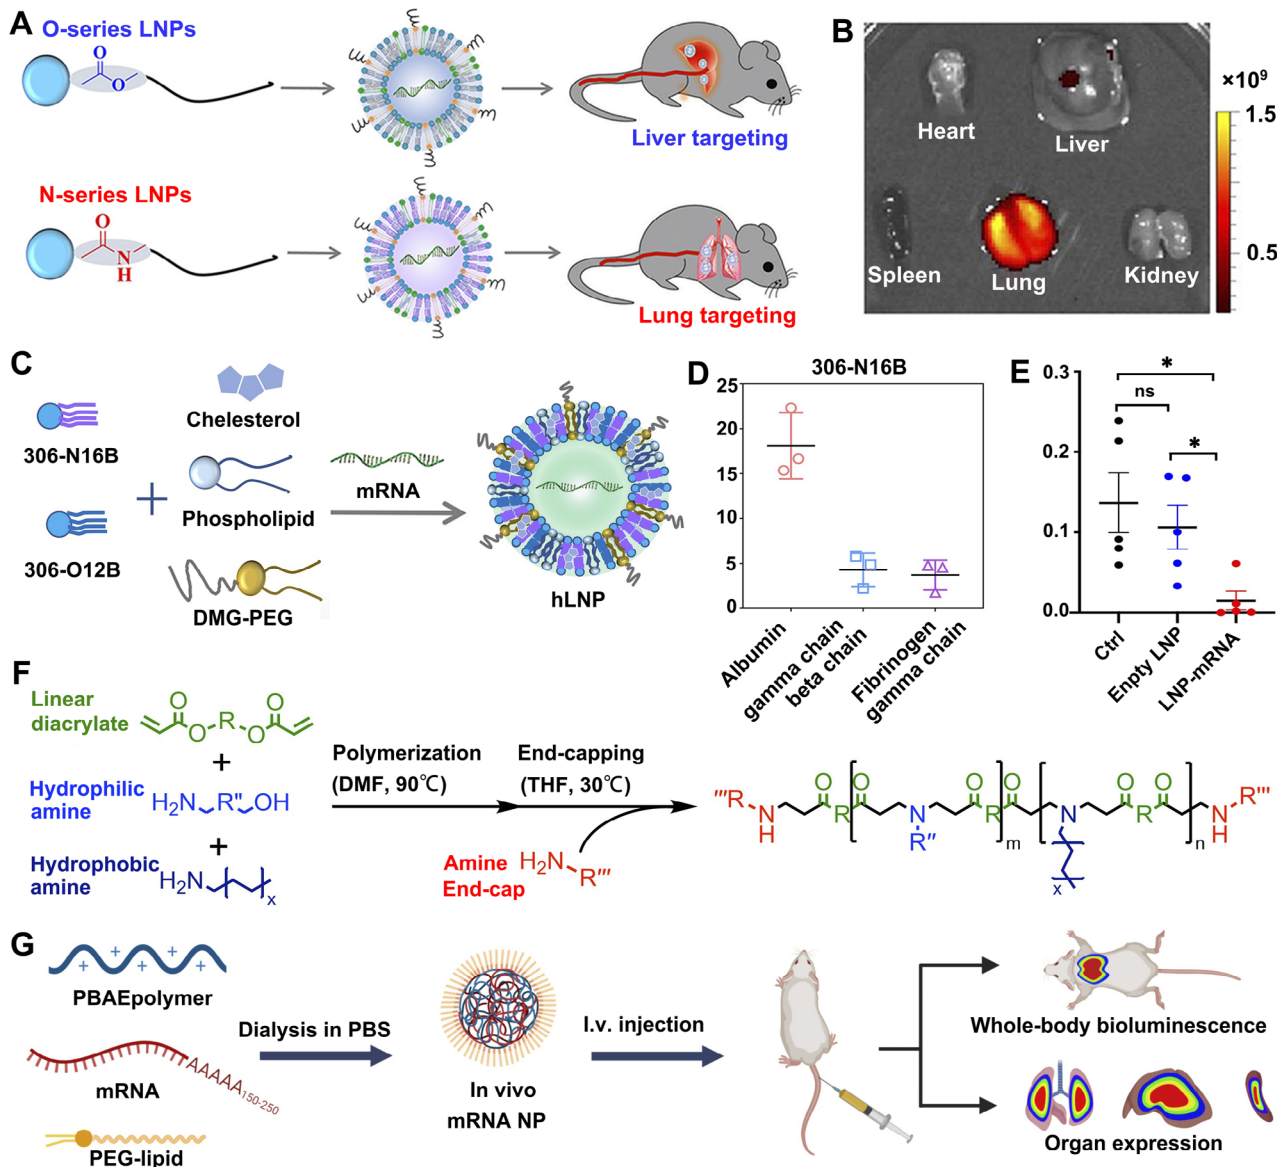 A
O-series LNPs
O
O
Liver targeting
N-series LNPs
O
N
H
Lung targeting
B
Heart
Liver
Spleen
Lung
Kidney
×10⁹
1.5
0.5
C
306-N16B
306-O12B
+
Chelesterol
Phospholipid
DMG-PEG
mRNA
hLNP
D
306-N16B
25
20
15
10
5
0
Albumin
gamma chain
beta chain
Fibrinogen
gamma chain
E
0.3
0.2
0.1
0.0
*
ns
*
Ctrl
Enpty LNP
LNP-mRNA
F
Linear
diacrylate
O
O
R
O
O
+
Hydrophilic
amine
H₂N
R''
OH
+
Hydrophobic
amine
H₂N
x
Polymerization
(DMF, 90℃)
End-capping
(THF, 30℃)
Amine
End-cap
H₂N
R'''
'''R
N
H
O
R
O
N
R''
O
R
m
O
N
x
O
R
O
n
N
H
R'''
G
PBAEpolymer
mRNA
AAAAA150-250
PEG-lipid
Dialysis in PBS
In vivo
mRNA NP
I.v. injection
Whole-body bioluminescence
Organ expression